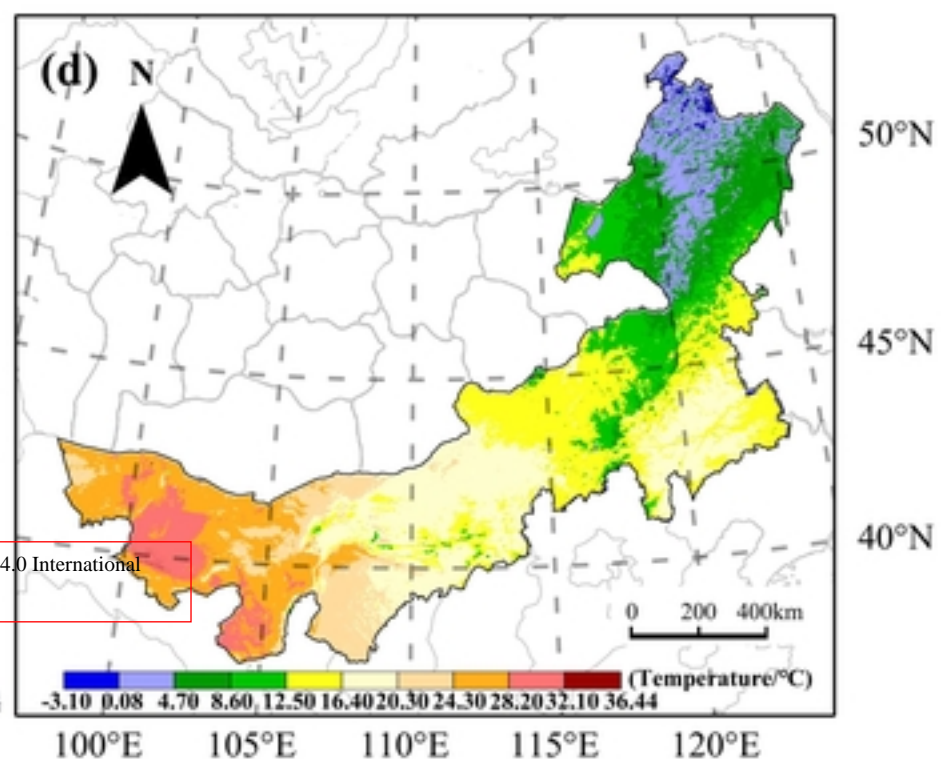 (d) N
50°N
45°N
40°N
4.0 International
0 200 400km
(Temperature/°C)
-3.10 0.08 4.70 8.60 12.50 16.40 20.30 24.30 28.20 32.10 36.44
100°E 105°E 110°E 115°E 120°E